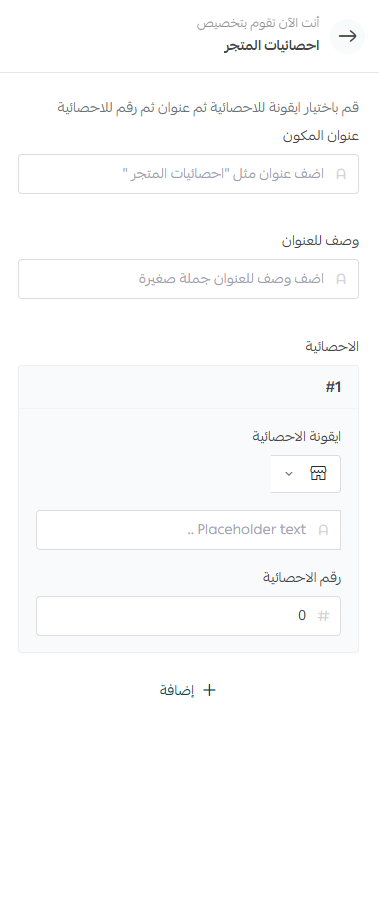 أنت الآن تقوم بتخصيص
احصائيات المتجر
قم باختيار ايقونة للاحصائية ثم عنوان ثم رقم للاحصائية
عنوان المكون
اضف عنوان مثل "احصائيات المتجر "
وصف للعنوان
اضف وصف للعنوان جملة صغيرة
الاحصائية
#1
ايقونة الاحصائية
Placeholder text ..
رقم الاحصائية
0
إضافة